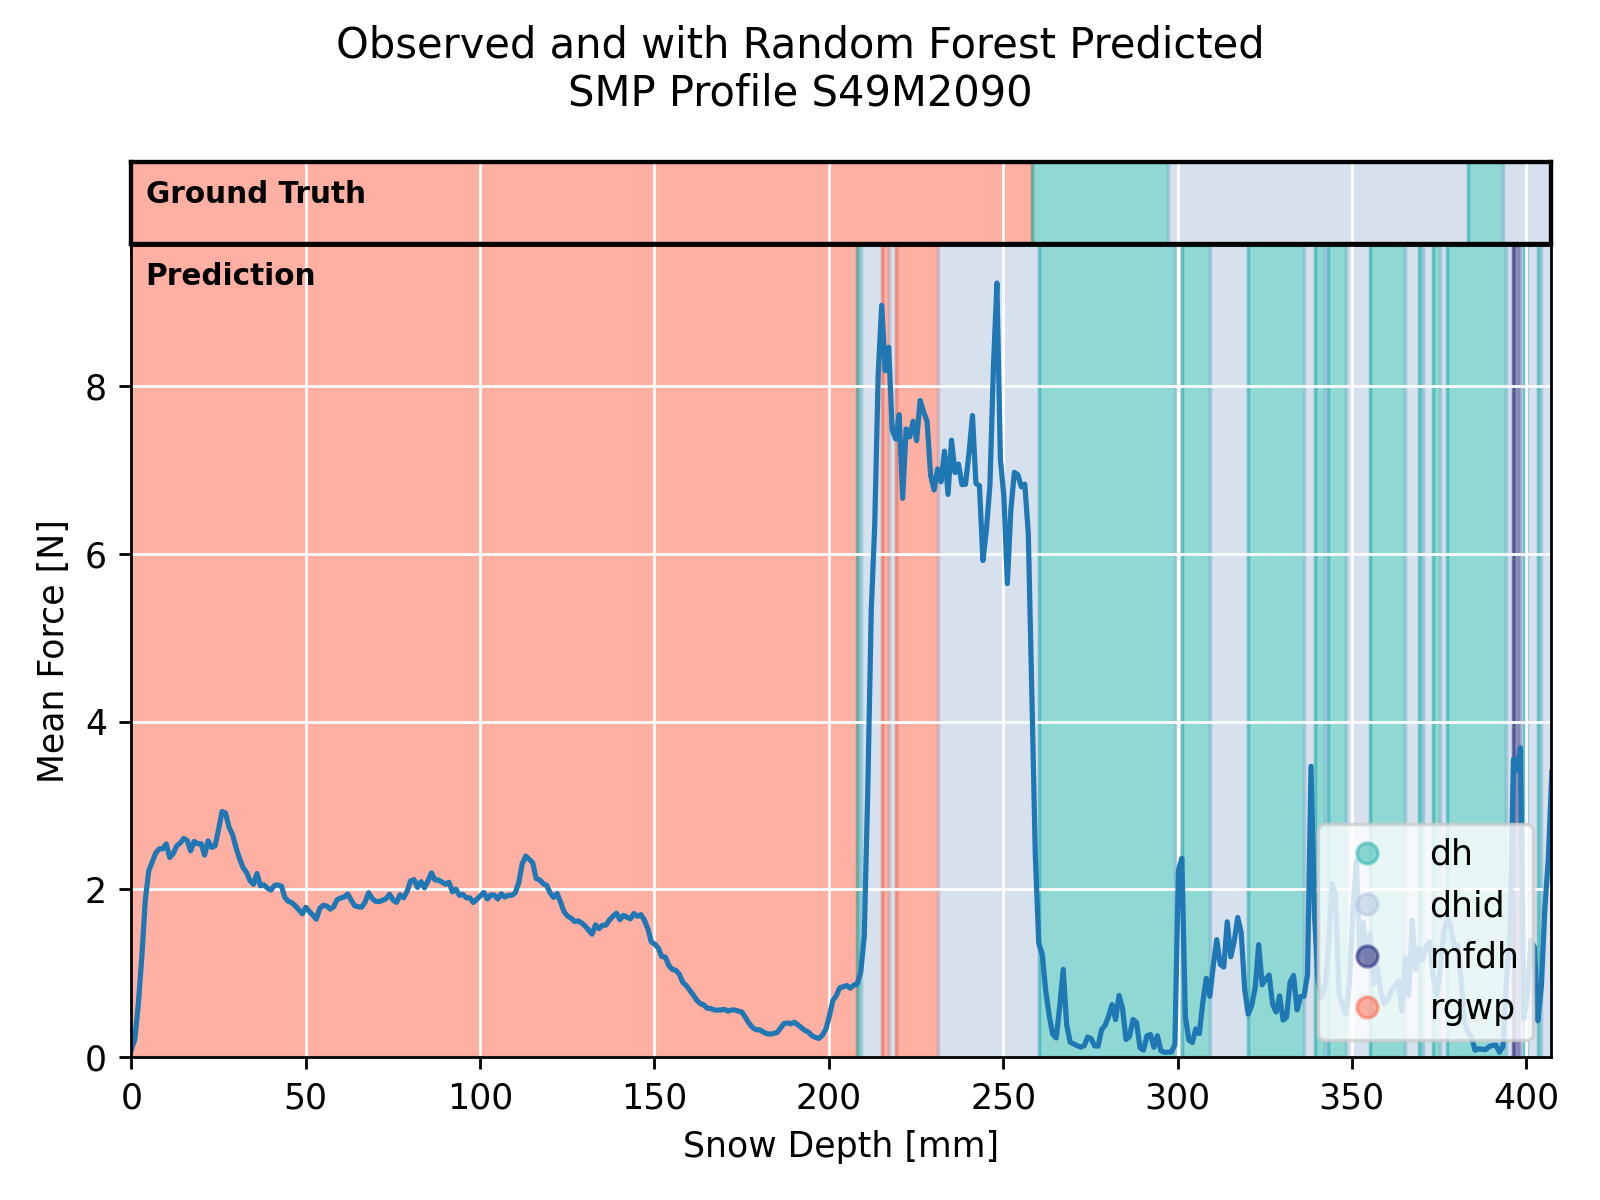 Observed and with Random Forest Predicted
SMP Profile S49M2090
Ground Truth
Prediction
Mean Force [N]
8
6
4
2
0
0 50 100 150 200 250 300 350 400
Snow Depth [mm]
dh
dhid
mfdh
rgwp